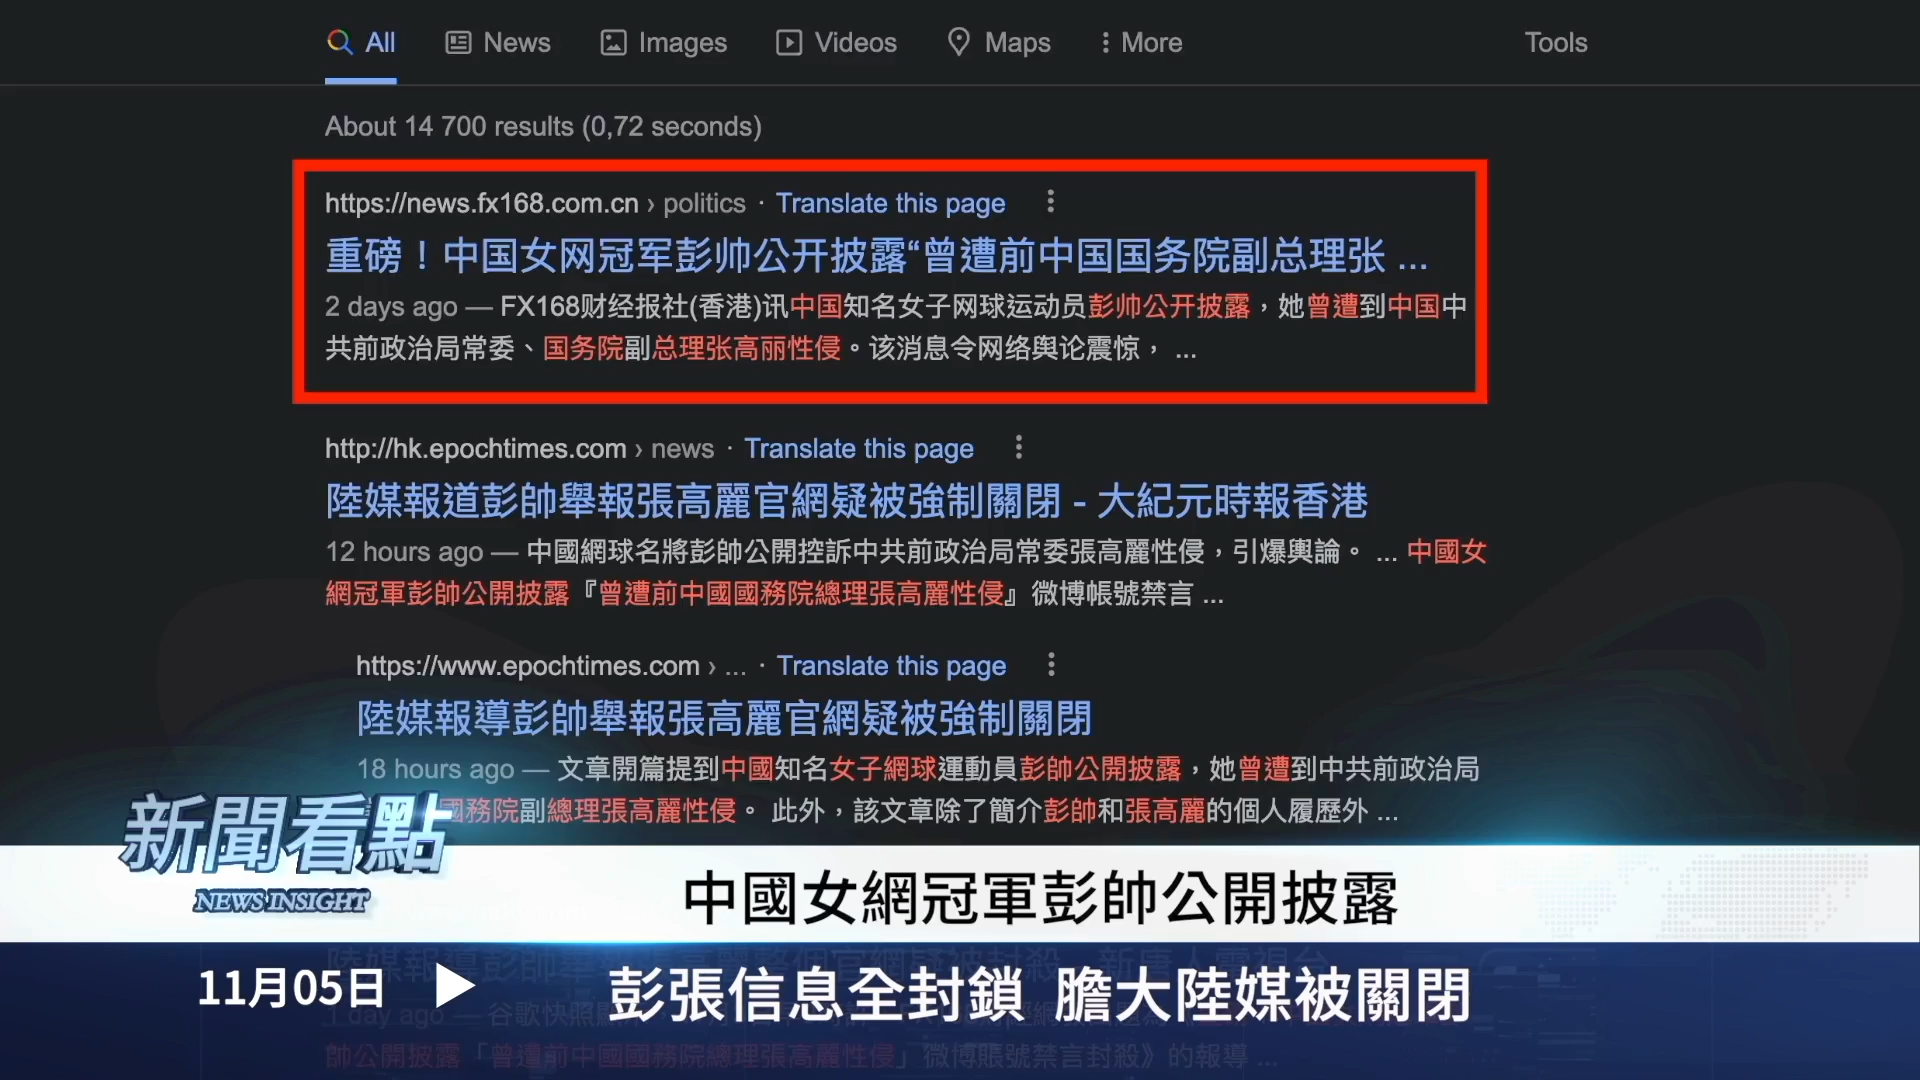 All News Images Videos Maps More Tools
About 14 700 results (0,72 seconds)
https://news.fx168.com.cn › politics · Translate this page
重磅！中国女网冠军彭帅公开披露“曾遭前中国国务院副总理张 ...
2 days ago — FX168财经报社(香港)讯中国知名女子网球运动员彭帅公开披露，她曾遭到中国中
共前政治局常委、国务院副总理张高丽性侵。该消息令网络舆论震惊， ...
http://hk.epochtimes.com › news · Translate this page
陸媒報道彭帥舉報張高麗官網疑被強制關閉 - 大紀元時報香港
12 hours ago — 中國網球名將彭帥公開控訴中共前政治局常委張高麗性侵，引爆輿論。 ... 中國女
網冠軍彭帥公開披露『曾遭前中國國務院總理張高麗性侵』微博帳號禁言 ...
https://www.epochtimes.com › ... · Translate this page
陸媒報導彭帥舉報張高麗官網疑被強制關閉
18 hours ago — 文章開篇提到中國知名女子網球運動員彭帥公開披露，她曾遭到中共前政治局
國務院副總理張高麗性侵。 此外，該文章除了簡介彭帥和張高麗的個人履歷外 ...
新聞看點
NEWS INSIGHT
中國女網冠軍彭帥公開披露
11月05日
彭張信息全封鎖 膽大陸媒被關閉
1 day ago — 谷歌快照
帥公開披露「曾遭前中國國務院總理張高麗性侵」微博賬號禁言封殺》的報導 ...